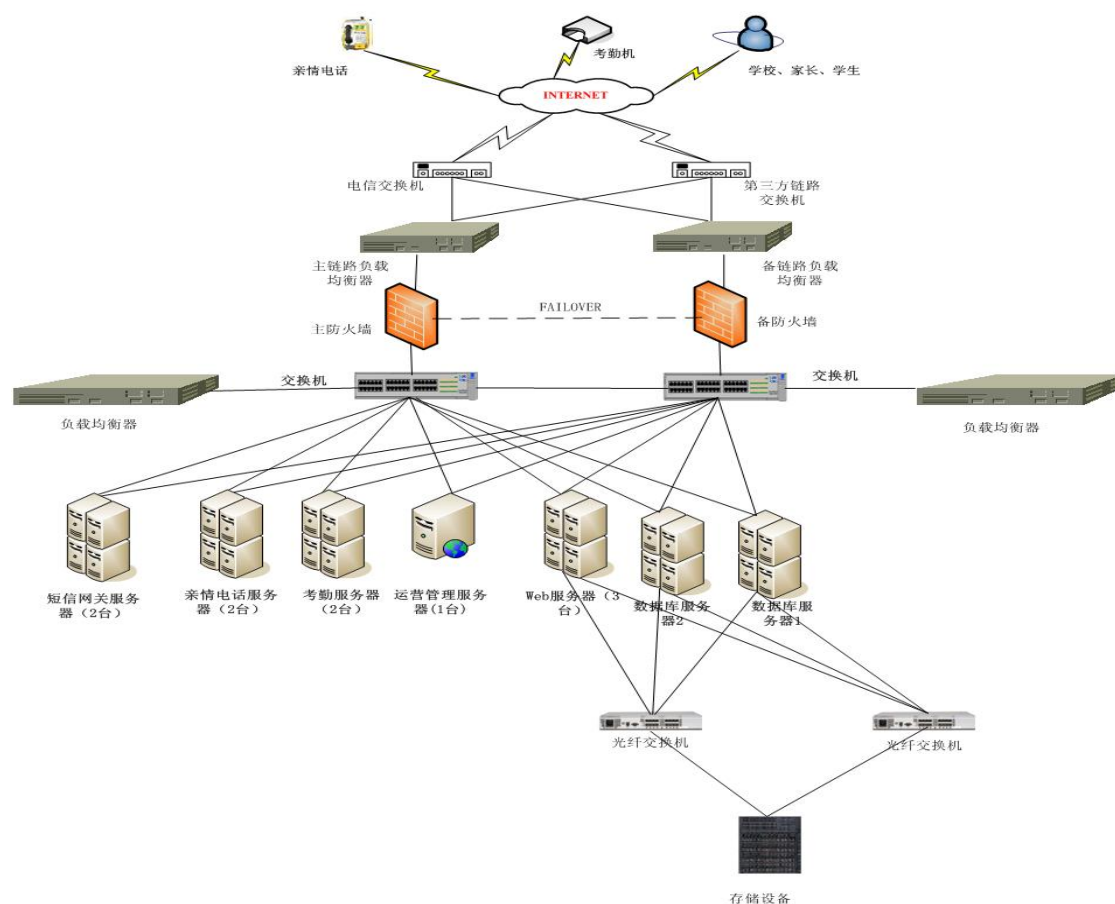 亲情电话
考勤机
学校、家长、学生
INTERNET
电信交换机
第三方链路
交换机
主链路负载
均衡器
备链路负载
均衡器
FAILOVER
主防火墙
备防火墙
交换机
交换机
负载均衡器
负载均衡器
短信网关服务
器（2台）
亲情电话服务
器（2台）
考勤服务器
（2台）
运营管理服务
器(1台)
Web服务器（3
台）
数据库服务
器2
数据库服
务器1
光纤交换机
光纤交换机
存储设备